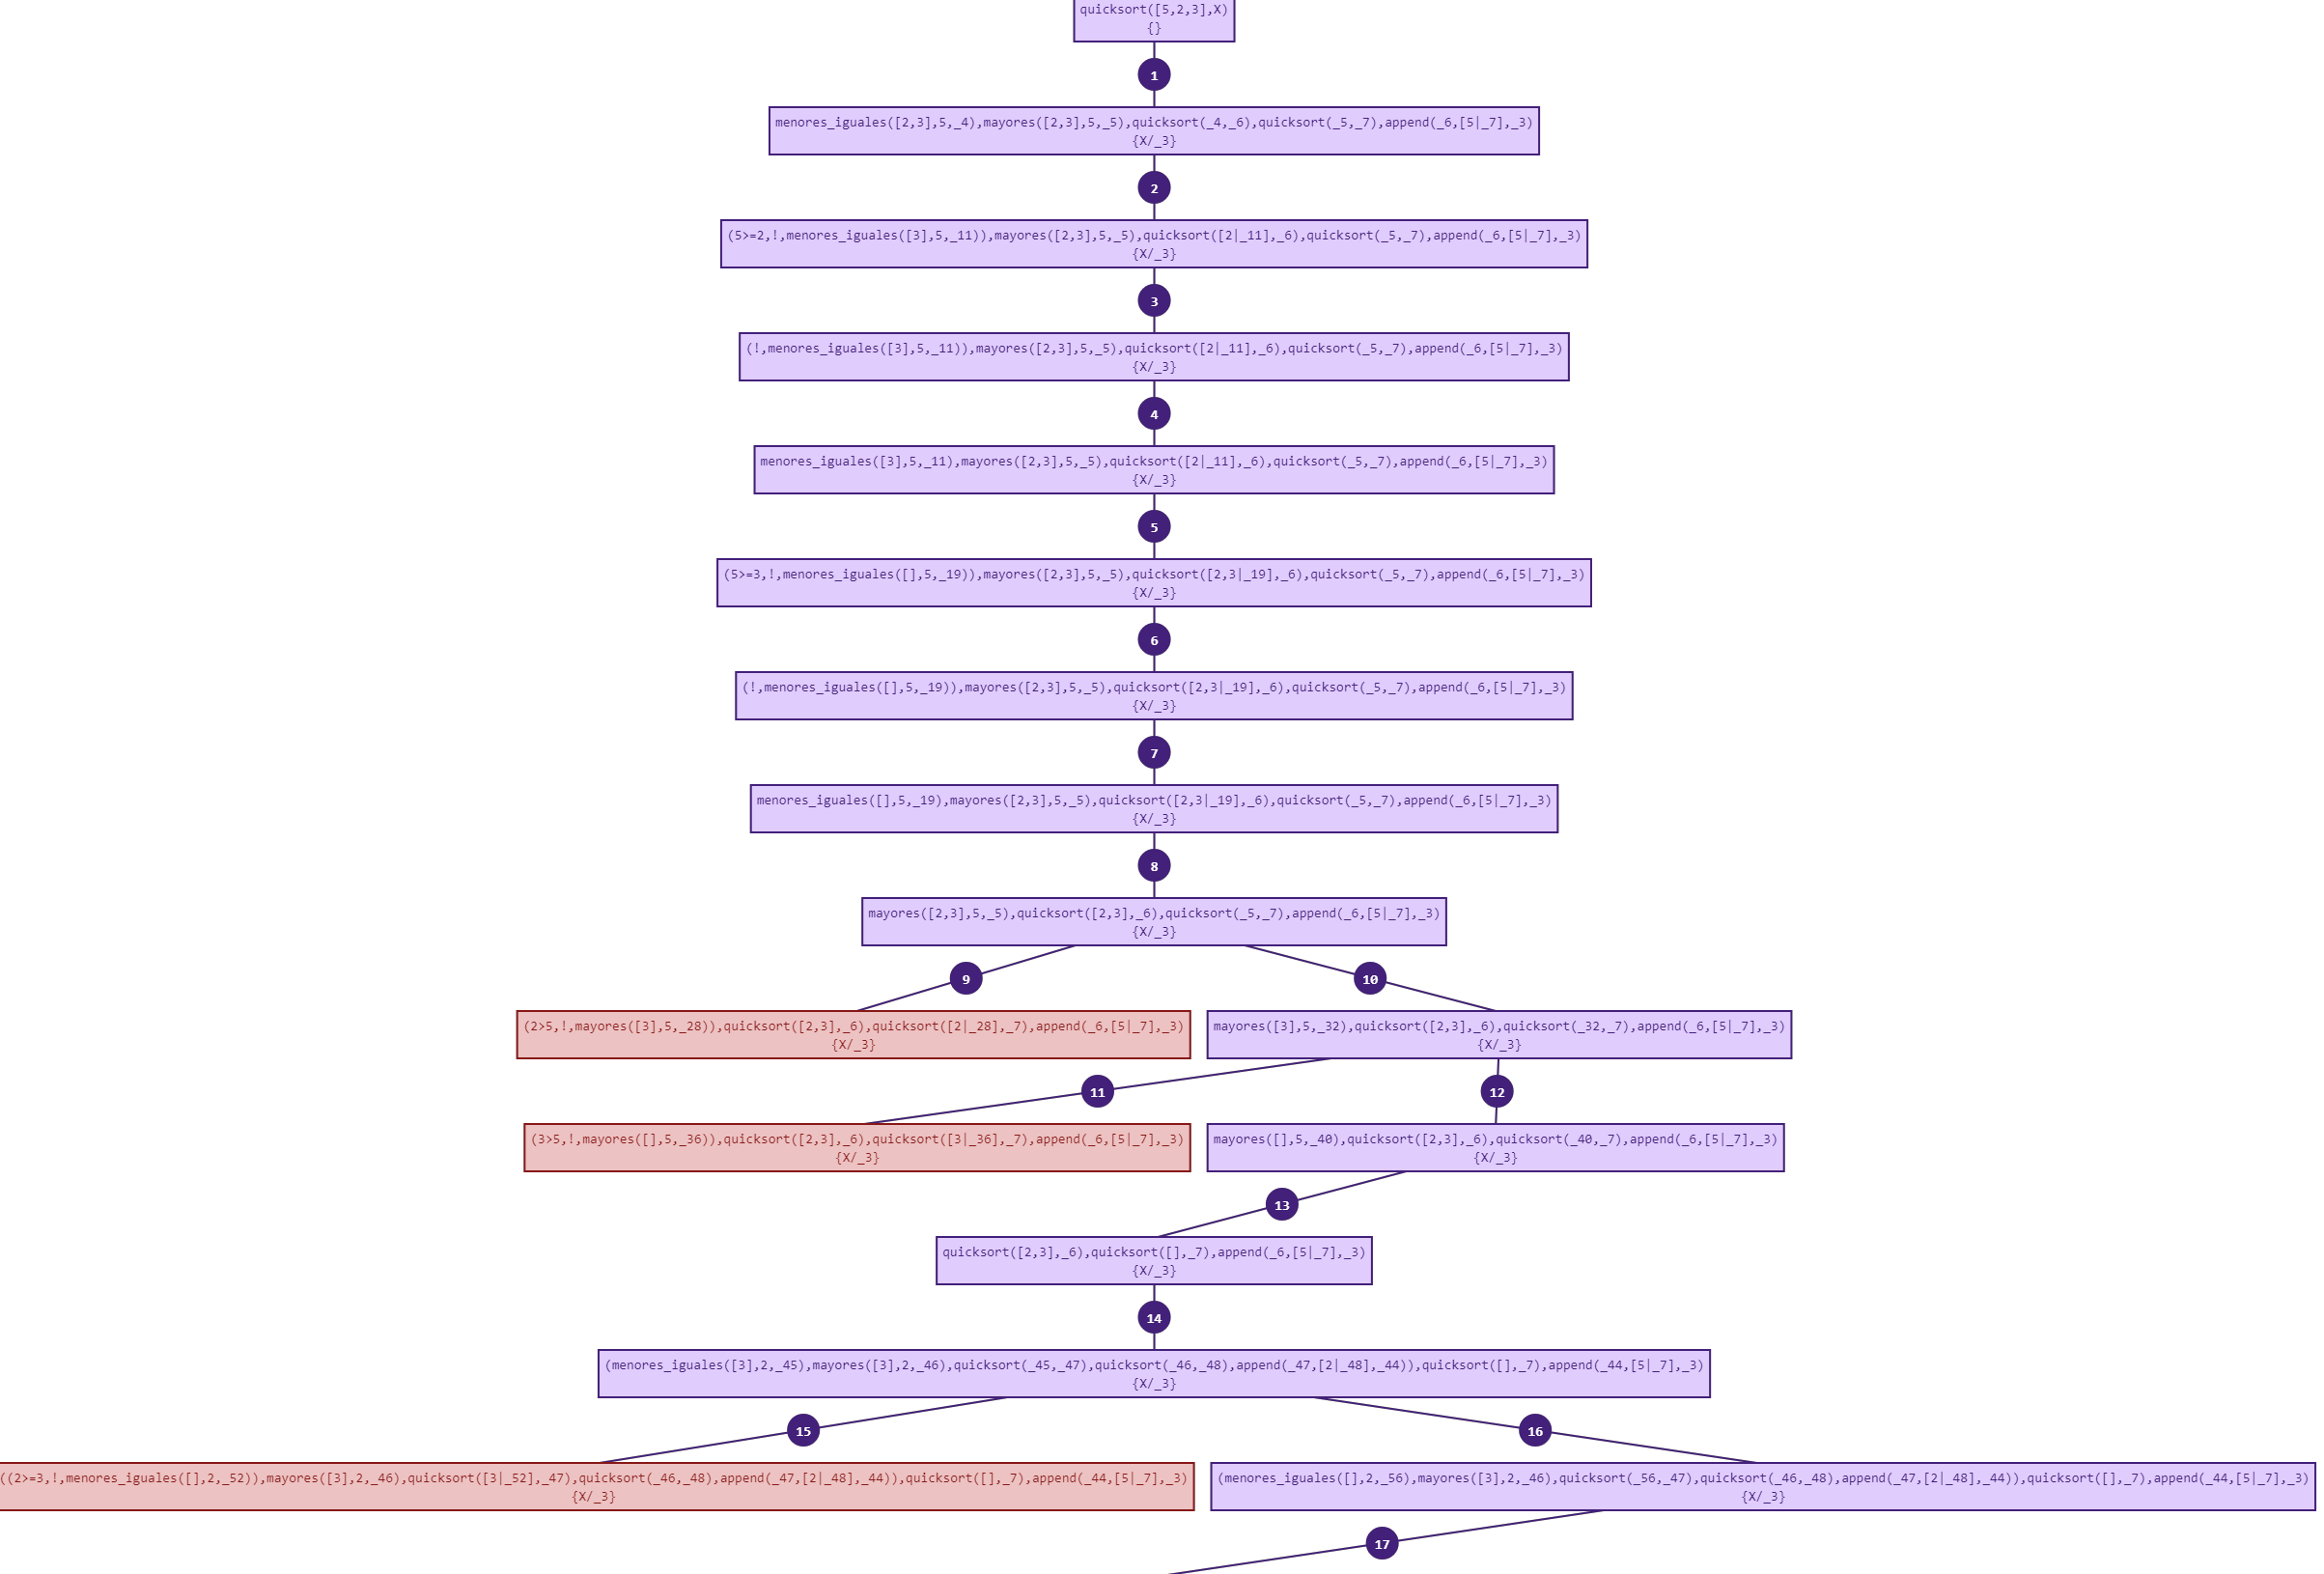 quicksort([5,2,3],X)
{}
1
menores_iguales([2,3],5,_4),mayores([2,3],5,_5),quicksort(_4,_6),quicksort(_5,_7),append(_6,[5|_7],_3)
{X/_3}
2
(5>=2,!,menores_iguales([3],5,_11)),mayores([2,3],5,_5),quicksort([2|_11],_6),quicksort(_5,_7),append(_6,[5|_7],_3)
{X/_3}
3
(!,menores_iguales([3],5,_11)),mayores([2,3],5,_5),quicksort([2|_11],_6),quicksort(_5,_7),append(_6,[5|_7],_3)
{X/_3}
4
menores_iguales([3],5,_11),mayores([2,3],5,_5),quicksort([2|_11],_6),quicksort(_5,_7),append(_6,[5|_7],_3)
{X/_3}
5
(5>=3,!,menores_iguales([],5,_19)),mayores([2,3],5,_5),quicksort([2,3|_19],_6),quicksort(_5,_7),append(_6,[5|_7],_3)
{X/_3}
6
(!,menores_iguales([],5,_19)),mayores([2,3],5,_5),quicksort([2,3|_19],_6),quicksort(_5,_7),append(_6,[5|_7],_3)
{X/_3}
7
menores_iguales([],5,_19),mayores([2,3],5,_5),quicksort([2,3|_19],_6),quicksort(_5,_7),append(_6,[5|_7],_3)
{X/_3}
8
mayores([2,3],5,_5),quicksort([2,3],_6),quicksort(_5,_7),append(_6,[5|_7],_3)
{X/_3}
9
10
(2>5,!,mayores([3],5,_28)),quicksort([2,3],_6),quicksort([2|_28],_7),append(_6,[5|_7],_3)
{X/_3}
mayores([3],5,_32),quicksort([2,3],_6),quicksort(_32,_7),append(_6,[5|_7],_3)
{X/_3}
11
12
(3>5,!,mayores([],5,_36)),quicksort([2,3],_6),quicksort([3|_36],_7),append(_6,[5|_7],_3)
{X/_3}
mayores([],5,_40),quicksort([2,3],_6),quicksort(_40,_7),append(_6,[5|_7],_3)
{X/_3}
13
quicksort([2,3],_6),quicksort([],_7),append(_6,[5|_7],_3)
{X/_3}
14
(menores_iguales([3],2,_45),mayores([3],2,_46),quicksort(_45,_47),quicksort(_46,_48),append(_47,[2|_48],_44)),quicksort([],_7),append(_44,[5|_7],_3)
{X/_3}
15
16
((2>=3,!,menores_iguales([],2,_52)),mayores([3],2,_46),quicksort([3|_52],_47),quicksort(_46,_48),append(_47,[2|_48],_44)),quicksort([],_7),append(_44,[5|_7],_3)
{X/_3}
(menores_iguales([],2,_56),mayores([3],2,_46),quicksort(_56,_47),quicksort(_46,_48),append(_47,[2|_48],_44)),quicksort([],_7),append(_44,[5|_7],_3)
{X/_3}
17